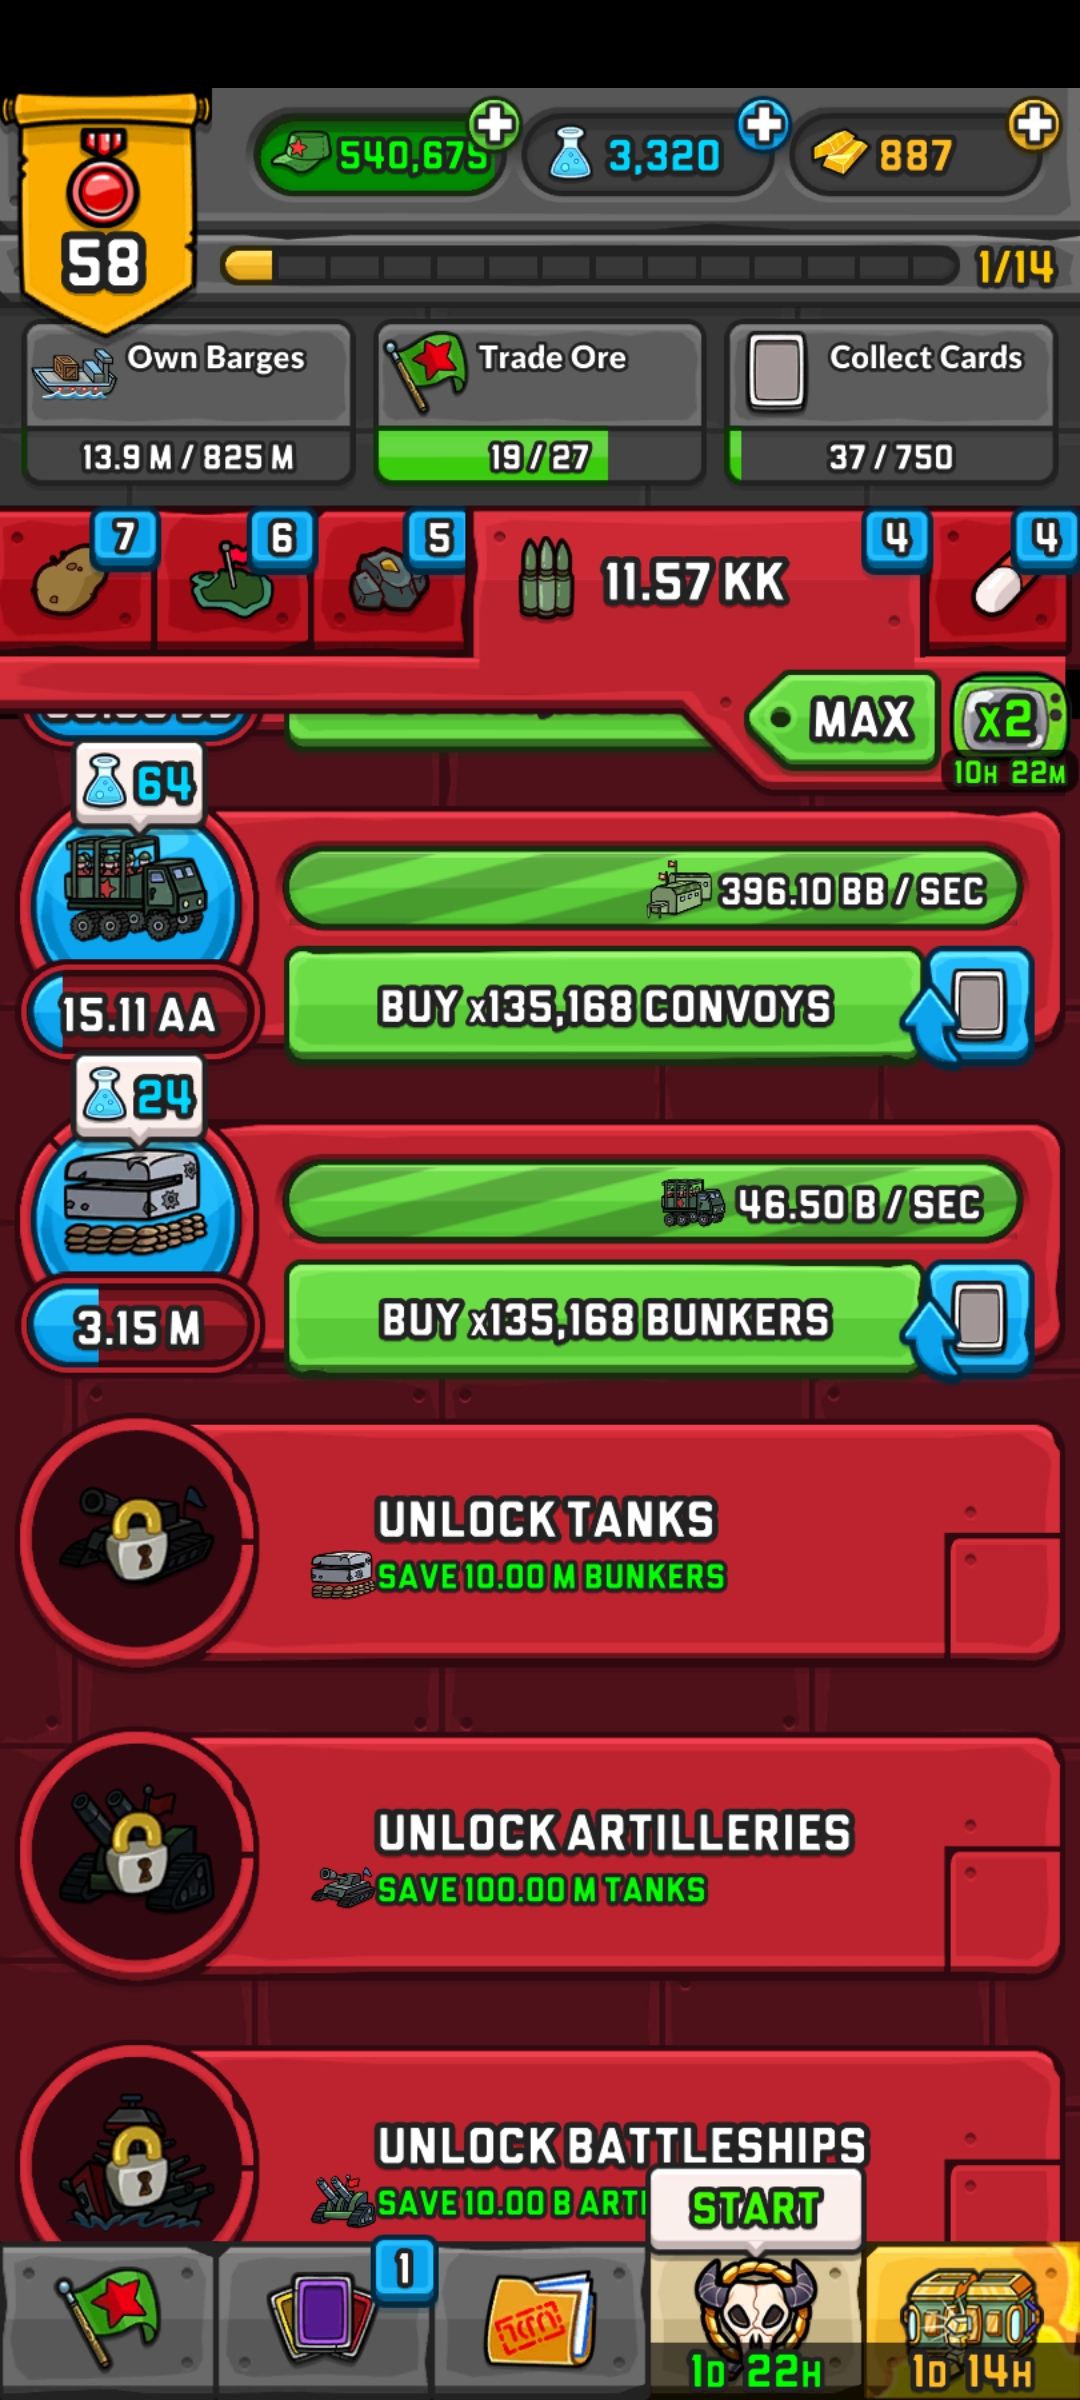 540,675
3,320
887
58
1/14
Own Barges
Trade Ore
Collect Cards
13.9 M / 825 M
19 / 27
37 / 750
7
6
5
11.57 KK
4
4
MAX
x2
10H 22M
64
396.10 BB / SEC
BUY x135,168 CONVOYS
15.11 AA
24
46.50 B / SEC
BUY x135,168 BUNKERS
3.15 M
UNLOCK TANKS
SAVE 10.00 M BUNKERS
UNLOCK ARTILLERIES
SAVE 100.00 M TANKS
UNLOCK BATTLESHIPS
SAVE 10.00 B ARTI
START
1
1D 22H
1D 14H